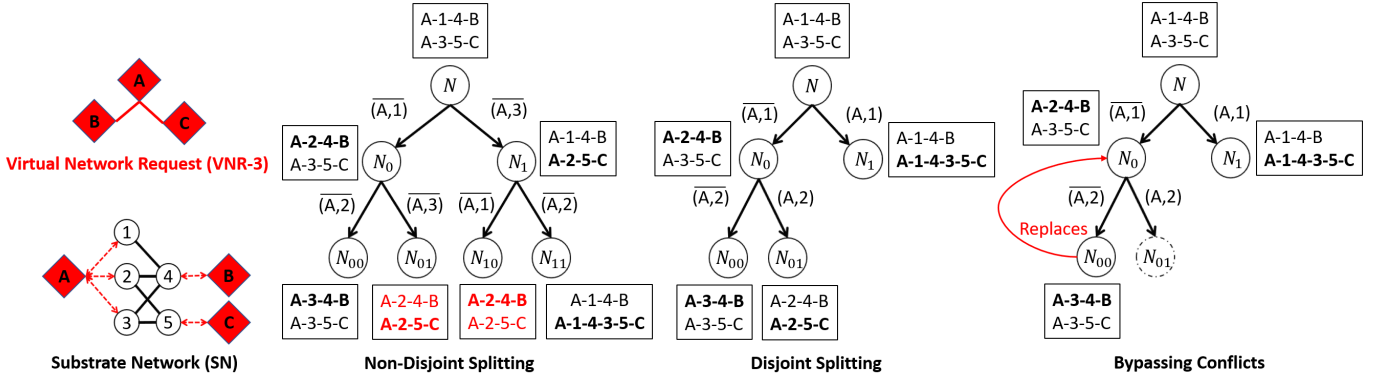 A
B
C
Virtual Network Request (VNR-3)
1
A
2
4
B
3
5
C
Substrate Network (SN)
A-1-4-B
A-3-5-C
N
(A,1)
(A,3)
A-2-4-B
A-3-5-C
N0
N1
A-1-4-B
A-2-5-C
(A,2)
(A,3)
(A,1)
(A,2)
N00
N01
N10
N11
A-3-4-B
A-3-5-C
A-2-4-B
A-2-5-C
A-2-4-B
A-2-5-C
A-1-4-B
A-1-4-3-5-C
Non-Disjoint Splitting
A-1-4-B
A-3-5-C
N
(A,1)
(A,1)
A-2-4-B
A-3-5-C
N0
N1
A-1-4-B
A-1-4-3-5-C
(A,2)
(A,2)
N00
N01
A-3-4-B
A-3-5-C
A-2-4-B
A-2-5-C
Disjoint Splitting
A-1-4-B
A-3-5-C
N
(A,1)
(A,1)
A-2-4-B
A-3-5-C
N0
N1
A-1-4-B
A-1-4-3-5-C
(A,2)
(A,2)
Replaces
N00
N01
A-3-4-B
A-3-5-C
Bypassing Conflicts